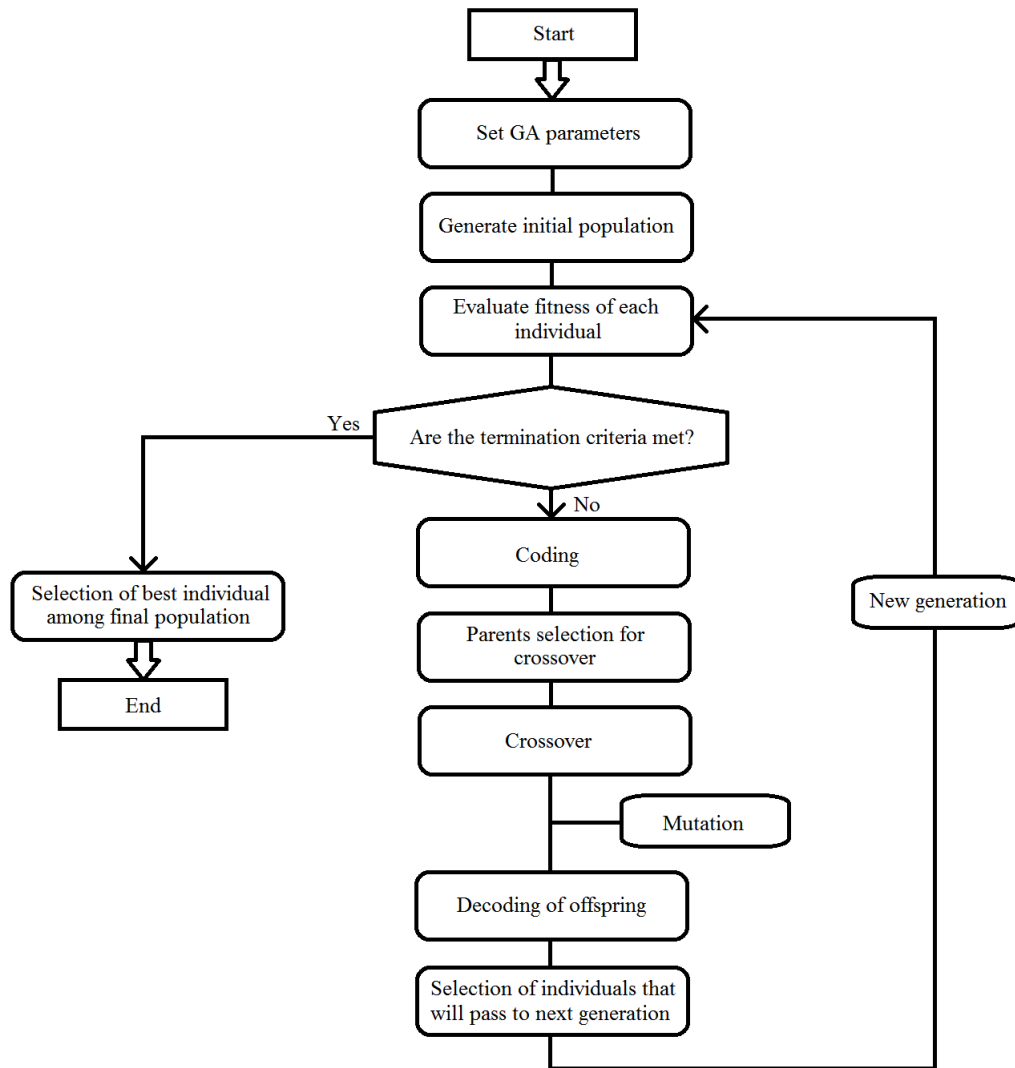 Start
Set GA parameters
Generate initial population
Evaluate fitness of each
individual
Yes
Are the termination criteria met?
No
Coding
Selection of best individual
among final population
New generation
Parents selection for
crossover
End
Crossover
Mutation
Decoding of offspring
Selection of individuals that
will pass to next generation